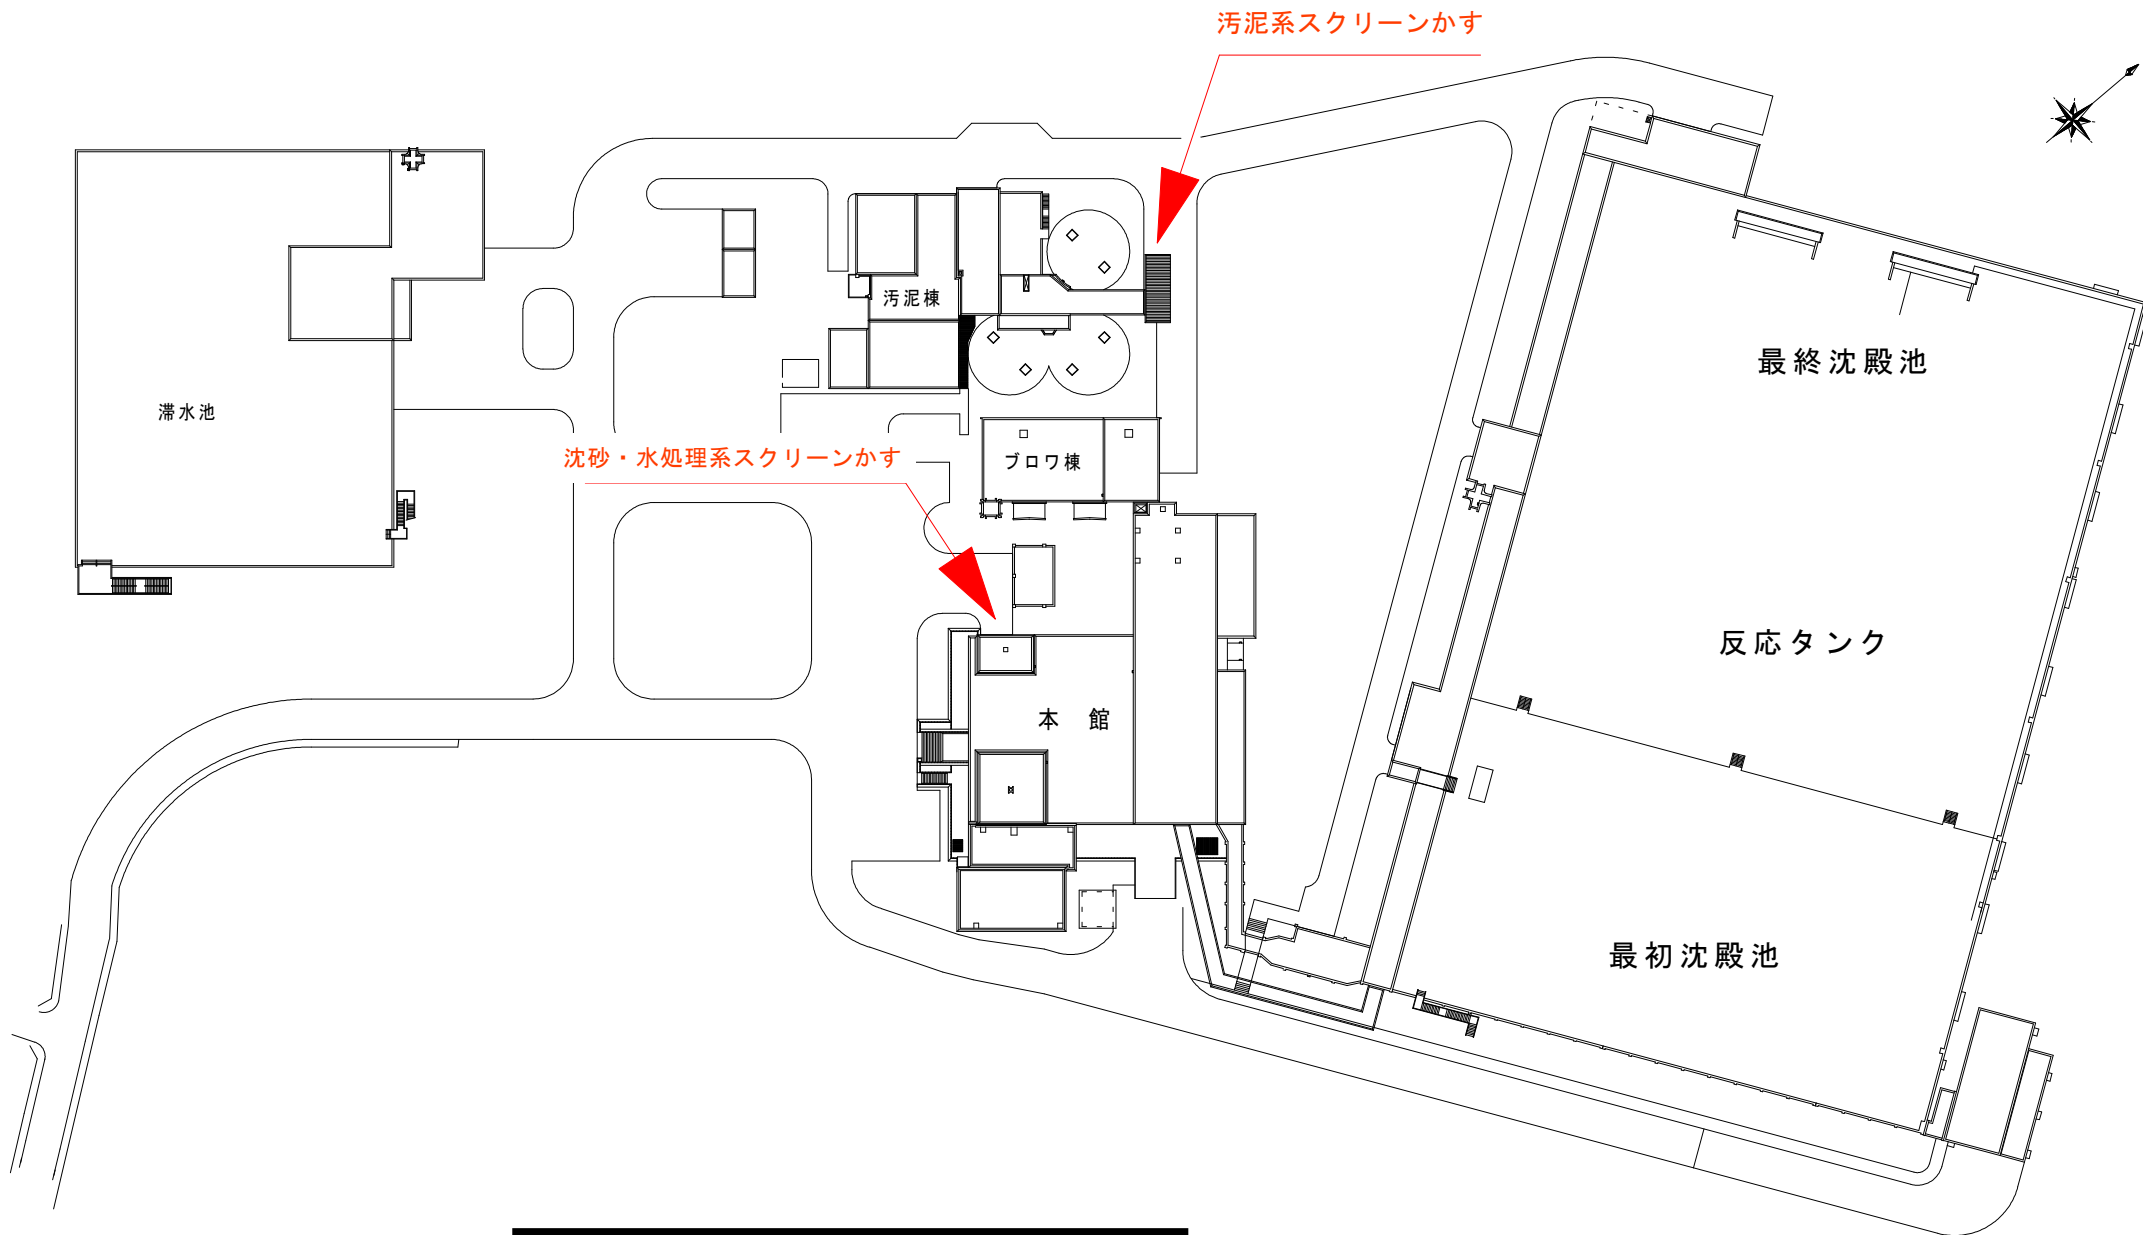 汚泥系スクリーンかす
汚泥棟
最終沈殿池
滞水池
沈砂・水処理系スクリーンかす
ブロワ棟
反応タンク
本 館
最初沈殿池